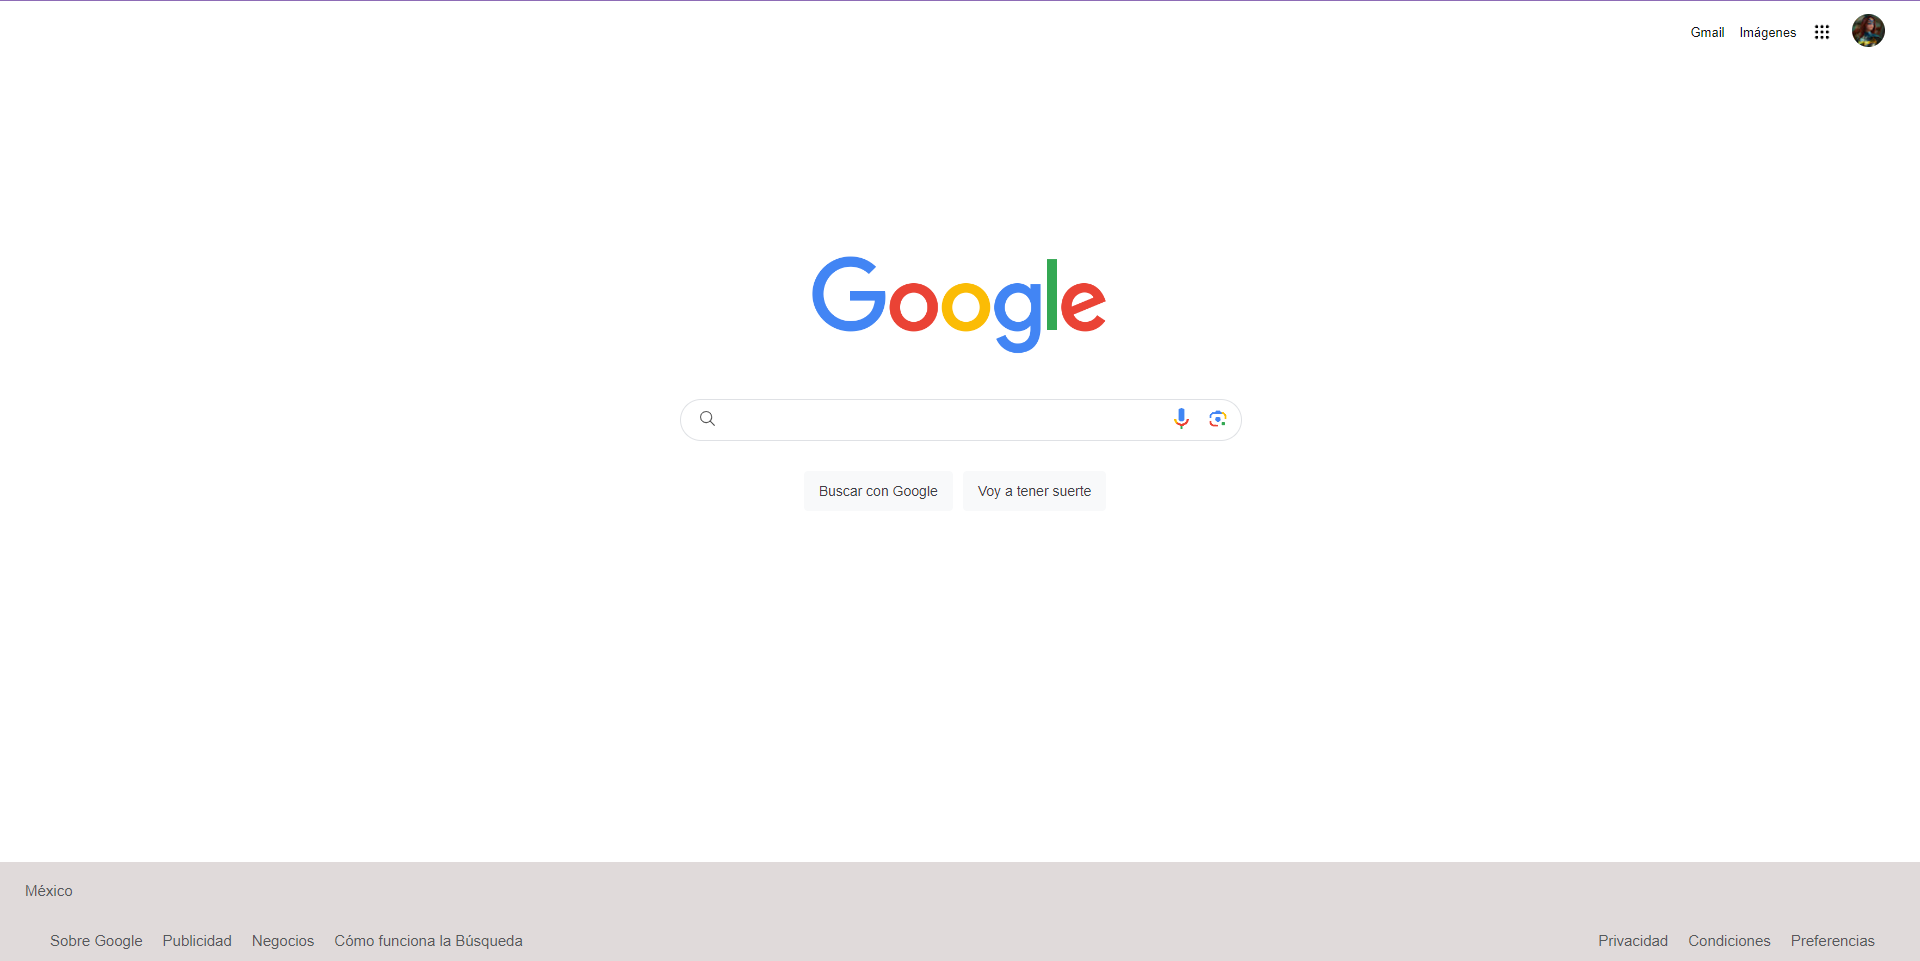 Gmail Imágenes
Google
Buscar con Google Voy a tener suerte
México
Sobre Google Publicidad Negocios Cómo funciona la Búsqueda Privacidad Condiciones Preferencias